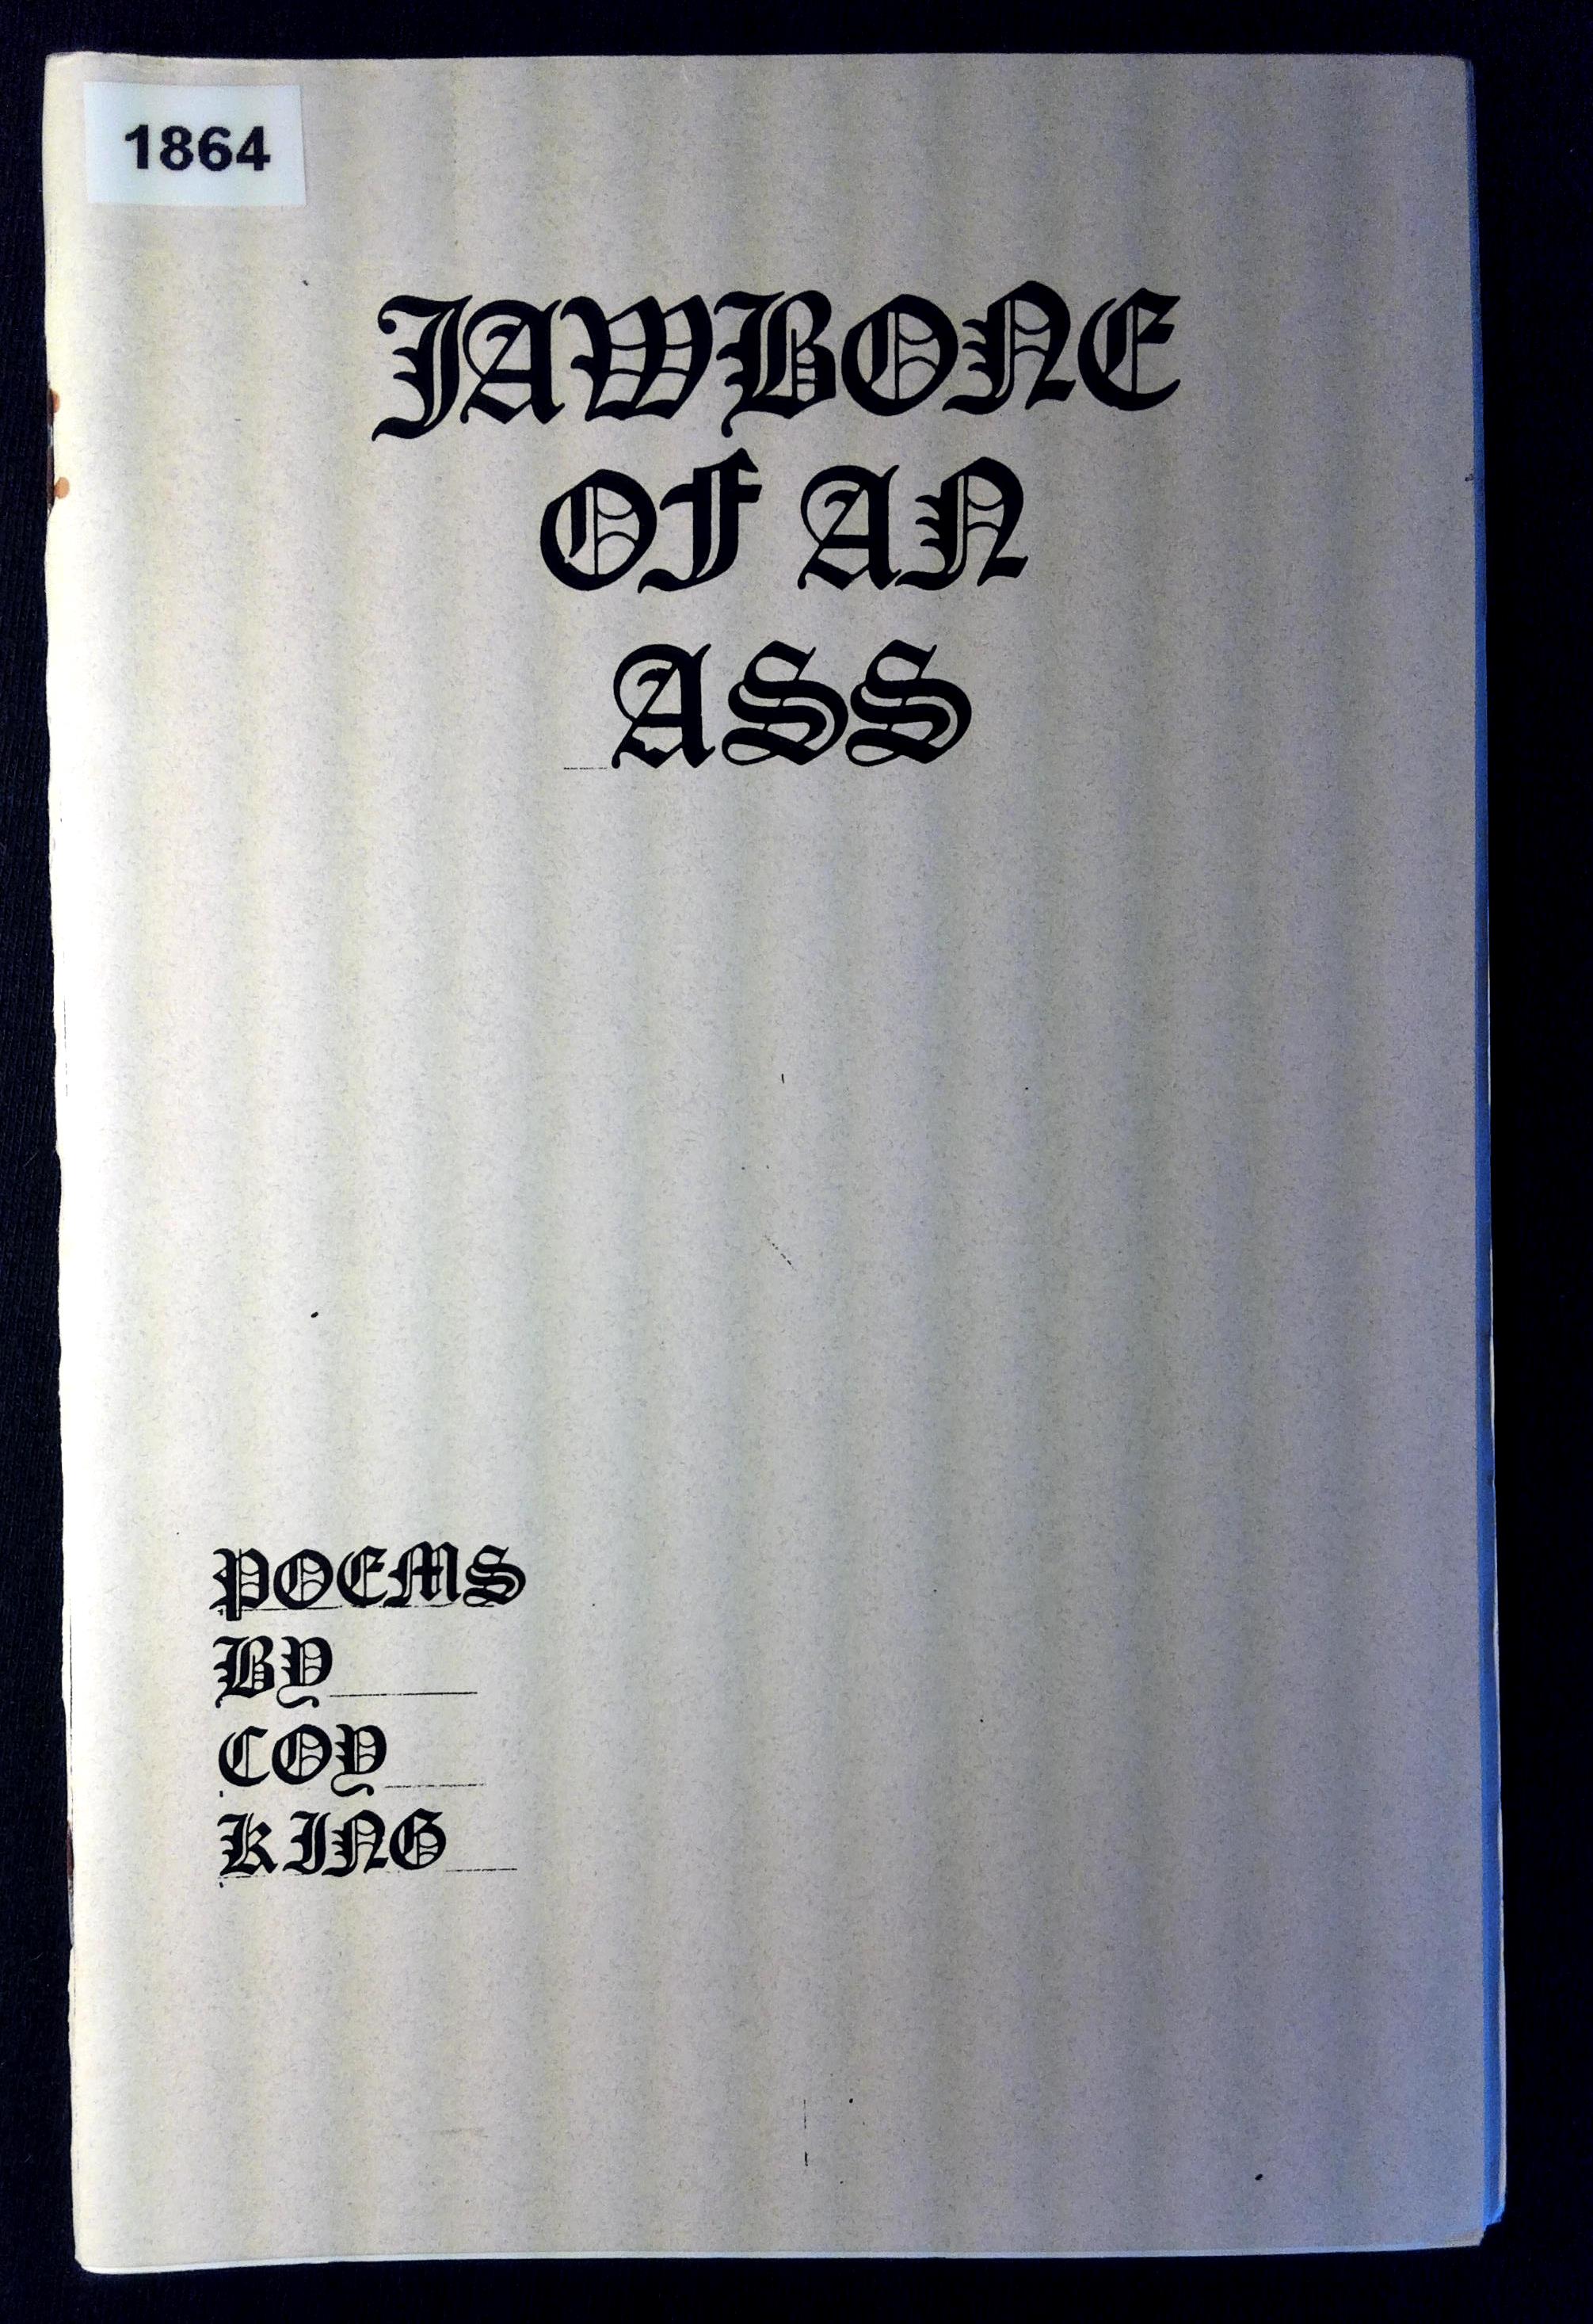 1864
JAWBONE
OF AN
ASS
POEMS
BY
COY
KING